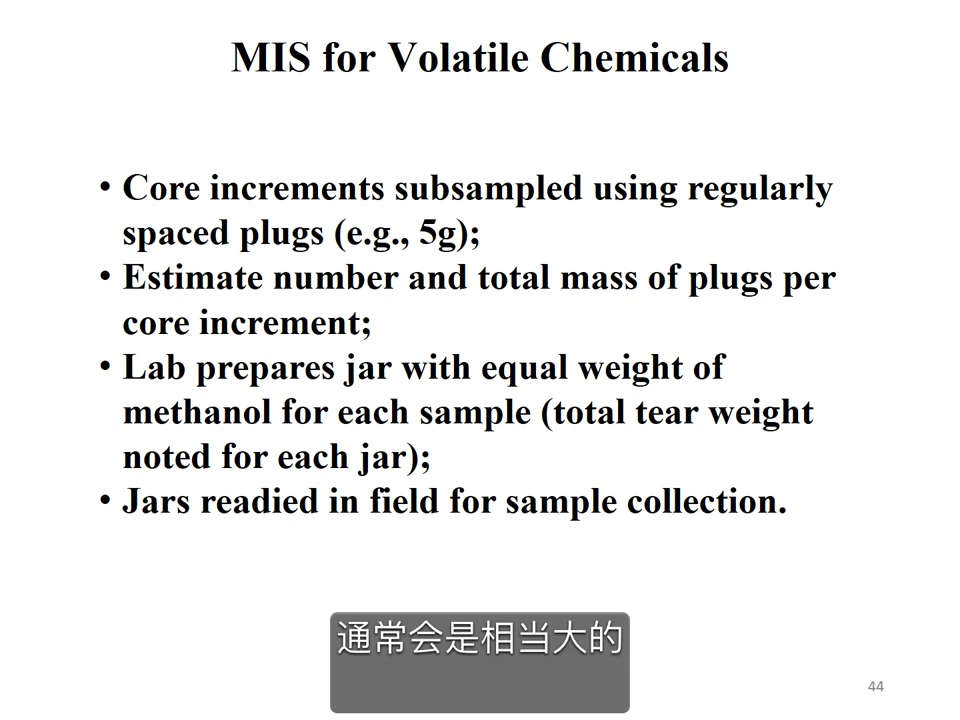 MIS for Volatile Chemicals
• Core increments subsampled using regularly
spaced plugs (e.g., 5g);
• Estimate number and total mass of plugs per
core increment;
• Lab prepares jar with equal weight of
methanol for each sample (total tear weight
noted for each jar);
• Jars readied in field for sample collection.
通常会是相当大的
44